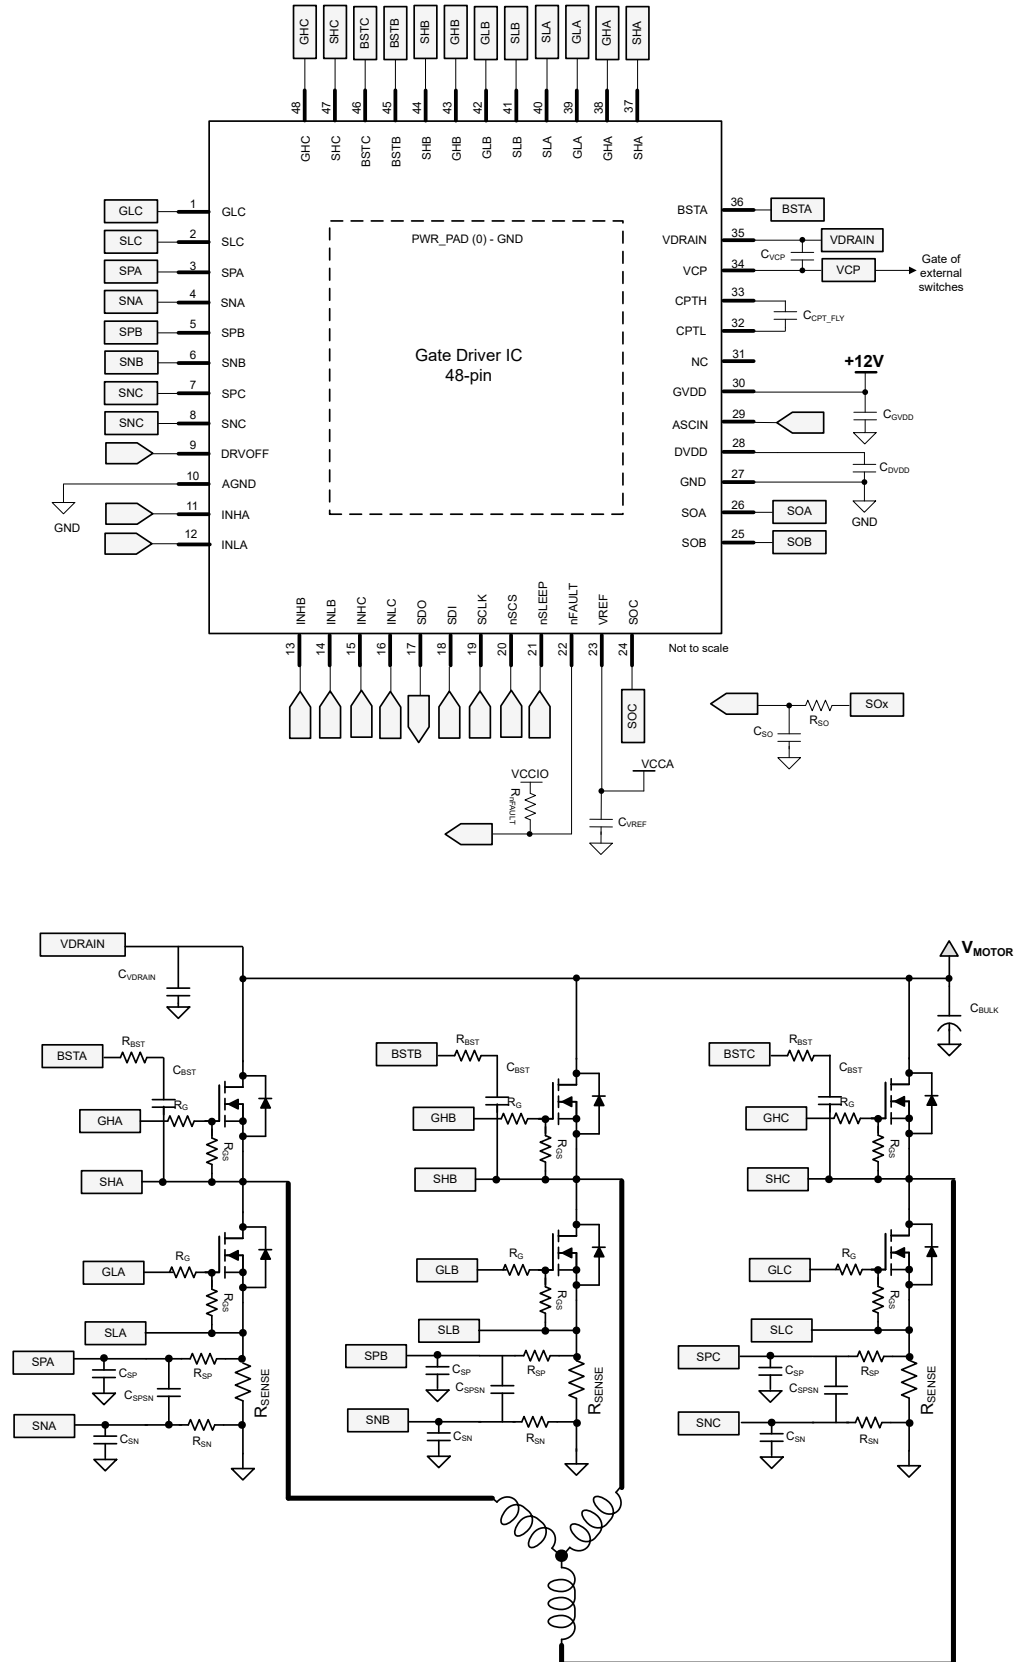 GHC SHC BSTC BSTB SHB GHB GLB SLB SLA GLA GHA SHA
48 47 46 45 44 43 42 41 40 39 38 37
GHC SHC BSTC BSTB SHB GHB GLB SLB SLA GLA GHA SHA
PWR_PAD (0) - GND
Gate Driver IC
48-pin
GLC 1 GLC
SLC 2 SLC
SPA 3 SPA
SNA 4 SNA
SPB 5 SPB
SNB 6 SNB
SNC 7 SPC
SNC 8 SNC
9 DRVOFF
10 AGND
GND
11 INHA
12 INLA
BSTA 36 BSTA
VDRAIN 35 VDRAIN
CVCP
VCP 34 VCP
Gate of
external
switches
CPTH 33
CCPT_FLY
CPTL 32
NC 31
+12V
GVDD 30
CGVDD
ASCIN 29
DVDD 28
CDVDD
GND 27
GND
SOA 26 SOA
SOB 25 SOB
INHB INLB INHC INLC SDO SDI SCLK nSCS nSLEEP nFAULT VREF SOC
13 14 15 16 17 18 19 20 21 22 23 24
Not to scale
SOC
SOx
RSO
CSO
VCCIO
RnFAULT
VCCA
CVREF
VDRAIN
CVDRAIN
VMOTOR
CBULK
BSTA RBST
CBST
GHA RG
RGS
SHA
GLA RG
RGS
SLA
SPA
CSP RSP
CSPSN
RSENSE
SNA
CSN RSN
BSTB RBST
CBST
GHB RG
RGS
SHB
GLB RG
RGS
SLB
SPB
CSP RSP
CSPSN
RSENSE
SNB
CSN RSN
BSTC RBST
CBST
GHC RG
RGS
SHC
GLC RG
RGS
SLC
SPC
CSP RSP
CSPSN
RSENSE
SNC
CSN RSN